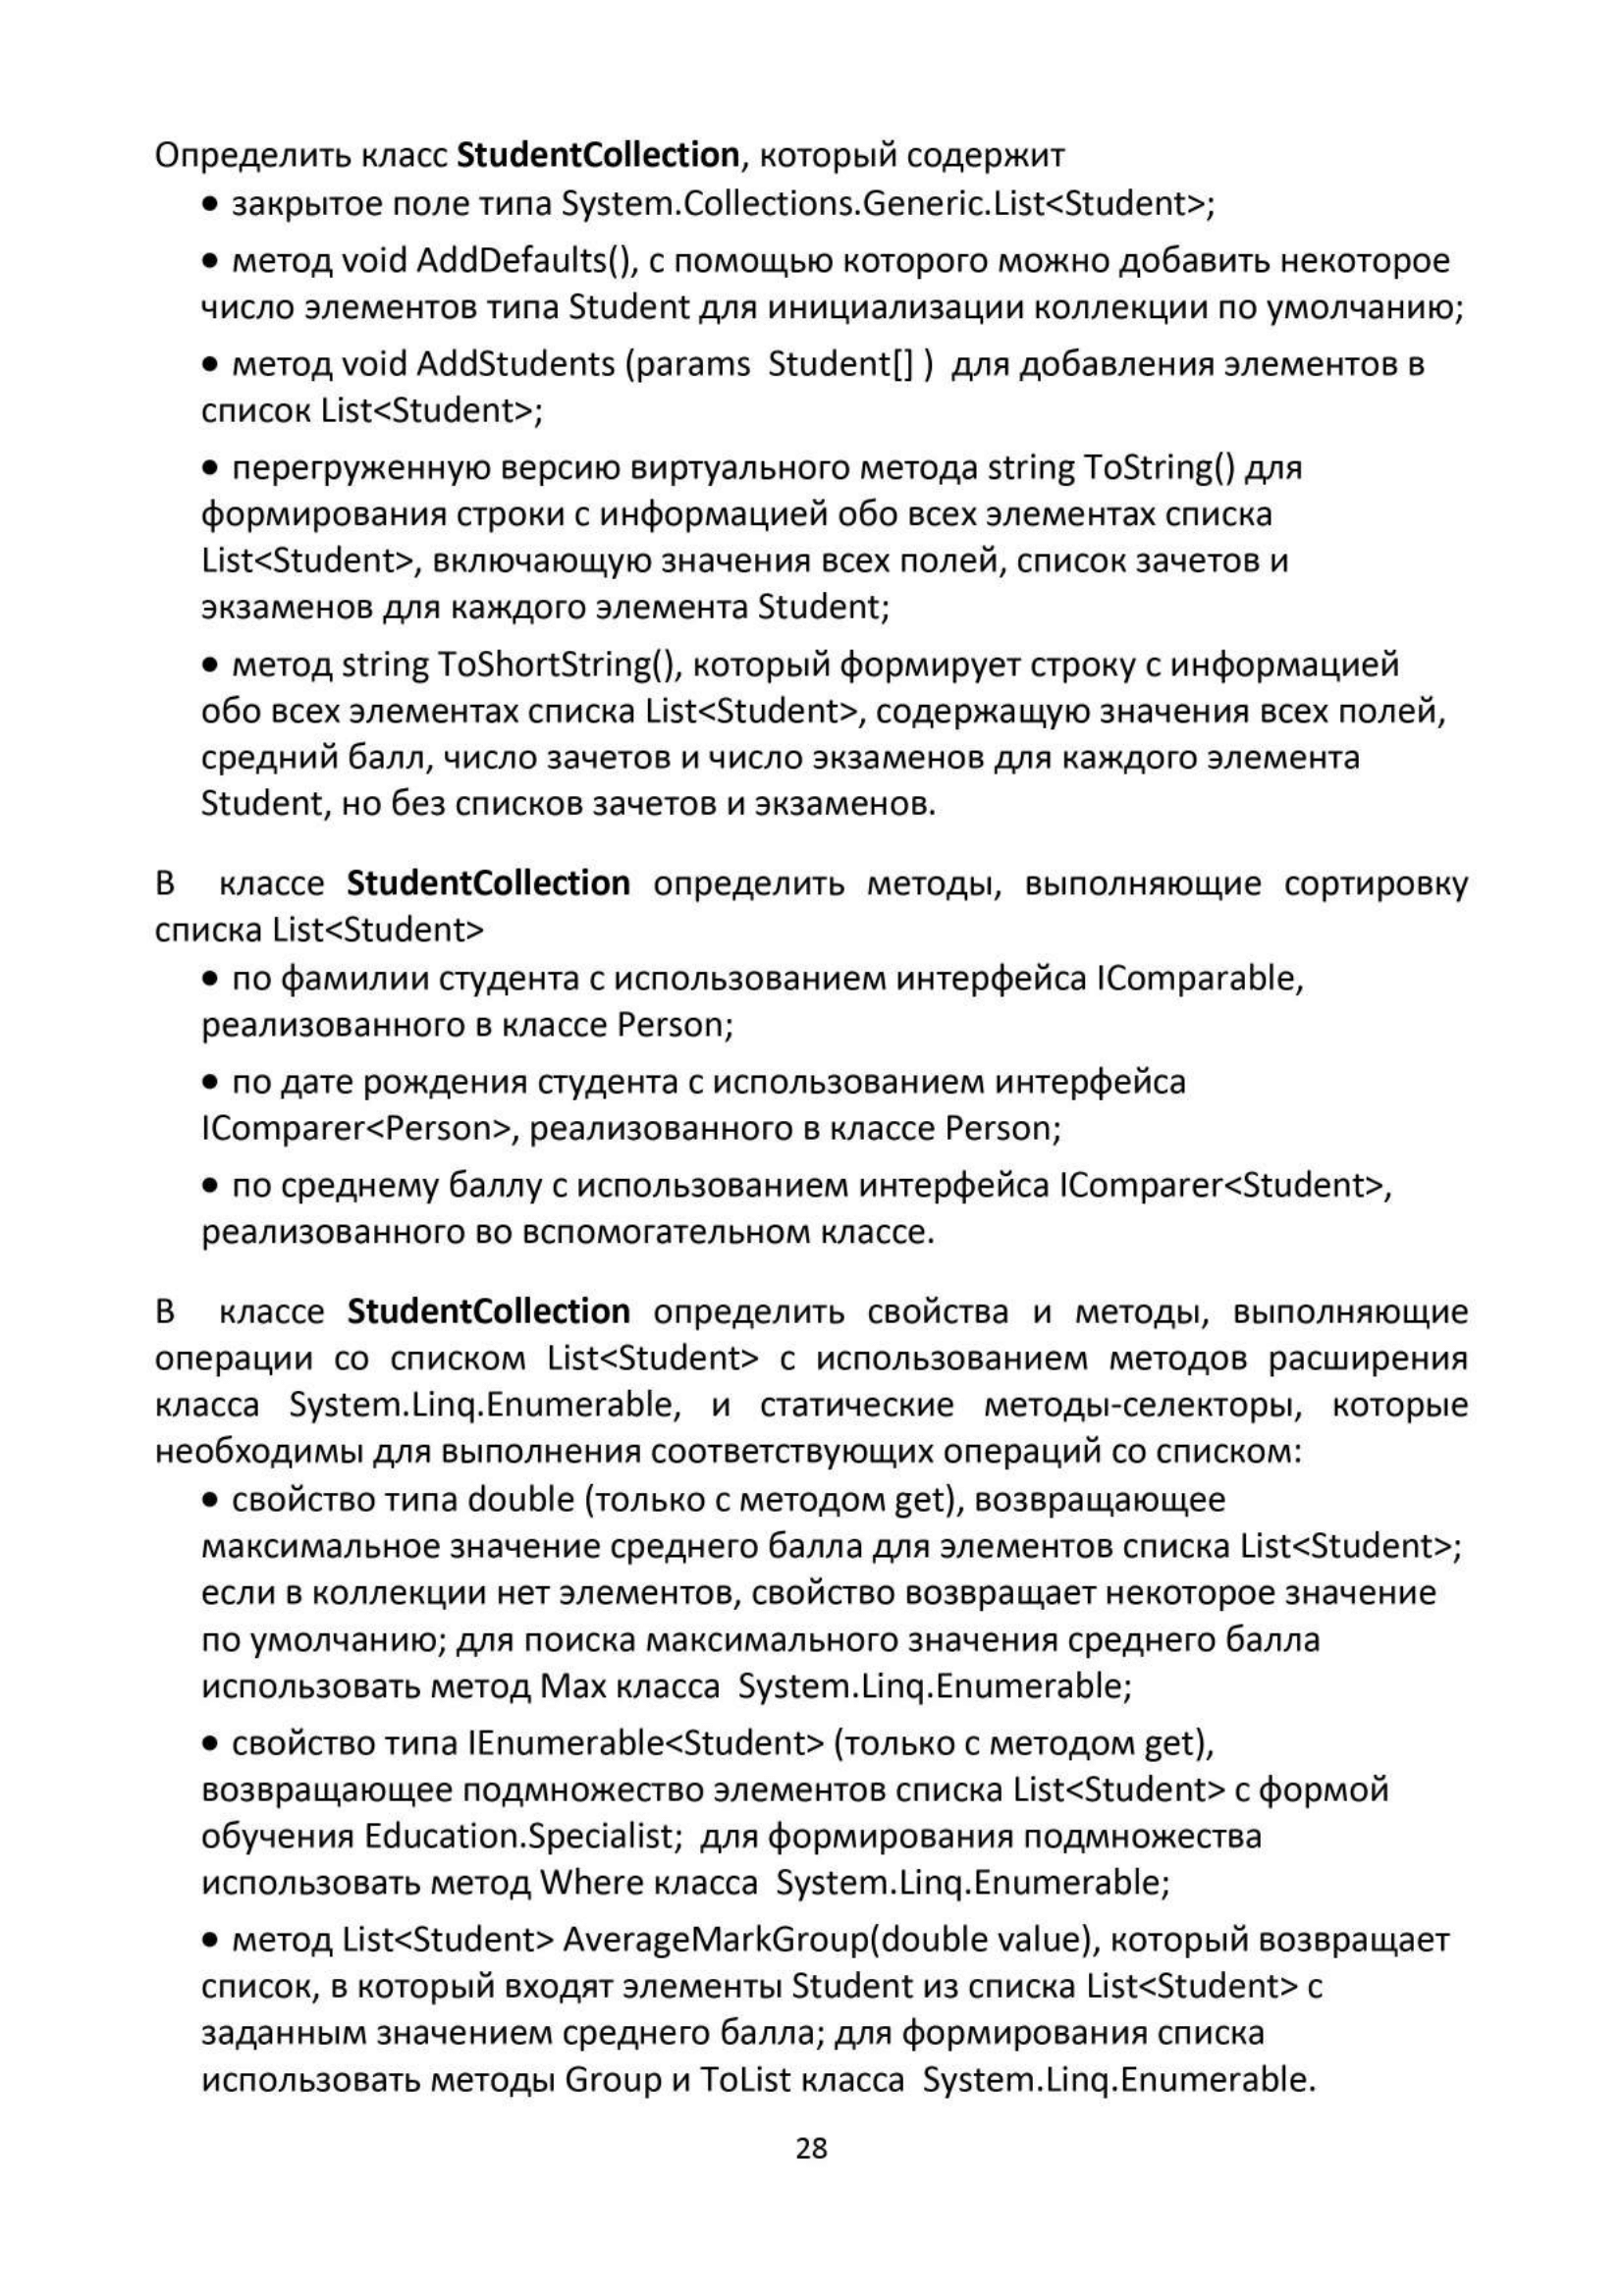 Определить класс StudentCollection, который содержит
• закрытое поле типа System.Collections.Generic.List<Student>;
• метод void AddDefaults(), с помощью которого можно добавить некоторое
число элементов типа Student для инициализации коллекции по умолчанию;
• метод void AddStudents (params Student[] ) для добавления элементов в
список List<Student>;
• перегруженную версию виртуального метода string ToString() для
формирования строки с информацией обо всех элементах списка
List<Student>, включающую значения всех полей, список зачетов и
экзаменов для каждого элемента Student;
• метод string ToShortString(), который формирует строку с информацией
обо всех элементах списка List<Student>, содержащую значения всех полей,
средний балл, число зачетов и число экзаменов для каждого элемента
Student, но без списков зачетов и экзаменов.
В классе StudentCollection определить методы, выполняющие сортировку
списка List<Student>
• по фамилии студента с использованием интерфейса IComparable,
реализованного в классе Person;
• по дате рождения студента с использованием интерфейса
IComparer<Person>, реализованного в классе Person;
• по среднему баллу с использованием интерфейса IComparer<Student>,
реализованного во вспомогательном классе.
В классе StudentCollection определить свойства и методы, выполняющие
операции со списком List<Student> с использованием методов расширения
класса System.Linq.Enumerable, и статические методы-селекторы, которые
необходимы для выполнения соответствующих операций со списком:
• свойство типа double (только с методом get), возвращающее
максимальное значение среднего балла для элементов списка List<Student>;
если в коллекции нет элементов, свойство возвращает некоторое значение
по умолчанию; для поиска максимального значения среднего балла
использовать метод Max класса System.Linq.Enumerable;
• свойство типа IEnumerable<Student> (только с методом get),
возвращающее подмножество элементов списка List<Student> с формой
обучения Education.Specialist; для формирования подмножества
использовать метод Where класса System.Linq.Enumerable;
• метод List<Student> AverageMarkGroup(double value), который возвращает
список, в который входят элементы Student из списка List<Student> с
заданным значением среднего балла; для формирования списка
использовать методы Group и ToList класса System.Linq.Enumerable.
28